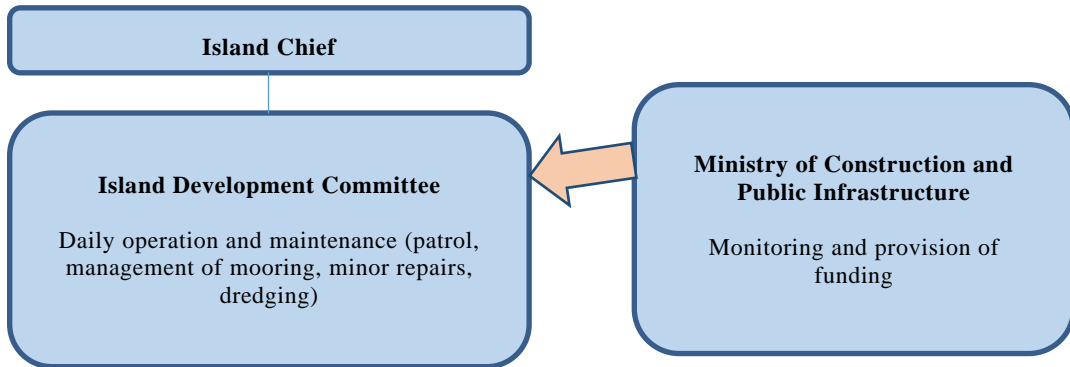 Island Chief
Island Development Committee
Daily operation and maintenance (patrol,
management of mooring, minor repairs,
dredging)
Ministry of Construction and
Public Infrastructure
Monitoring and provision of
funding